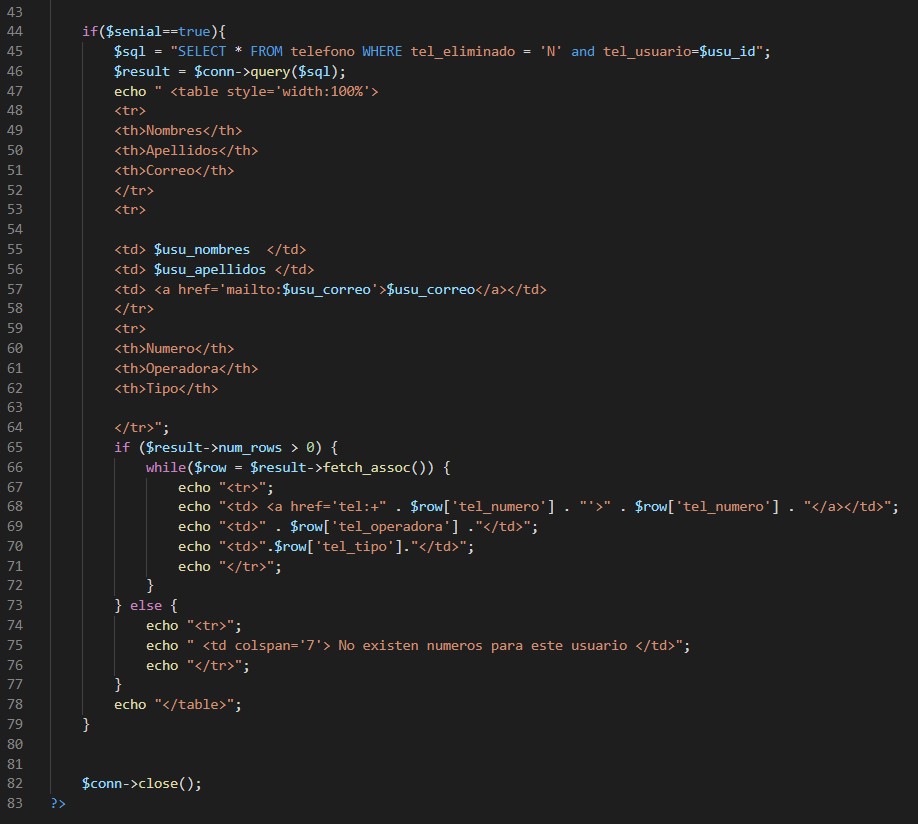 43
44 if($senial==true){
45 $sql = "SELECT * FROM telefono WHERE tel_eliminado = 'N' and tel_usuario=$usu_id";
46 $result = $conn->query($sql);
47 echo " <table style='width:100%'>
48 <tr>
49 <th>Nombres</th>
50 <th>Apellidos</th>
51 <th>Correo</th>
52 </tr>
53 <tr>
54
55 <td> $usu_nombres  </td>
56 <td> $usu_apellidos </td>
57 <td> <a href='mailto:$usu_correo'>$usu_correo</a></td>
58 </tr>
59 <tr>
60 <th>Numero</th>
61 <th>Operadora</th>
62 <th>Tipo</th>
63
64 </tr>";
65 if ($result->num_rows > 0) {
66 while($row = $result->fetch_assoc()) {
67 echo "<tr>";
68 echo "<td> <a href='tel:+" . $row['tel_numero'] . "'>" . $row['tel_numero'] . "</a></td>";
69 echo "<td>" . $row['tel_operadora'] ."</td>";
70 echo "<td>".$row['tel_tipo']."</td>";
71 echo "</tr>";
72 }
73 } else {
74 echo "<tr>";
75 echo " <td colspan='7'> No existen numeros para este usuario </td>";
76 echo "</tr>";
77 }
78 echo "</table>";
79 }
80
81
82 $conn->close();
83 ?>